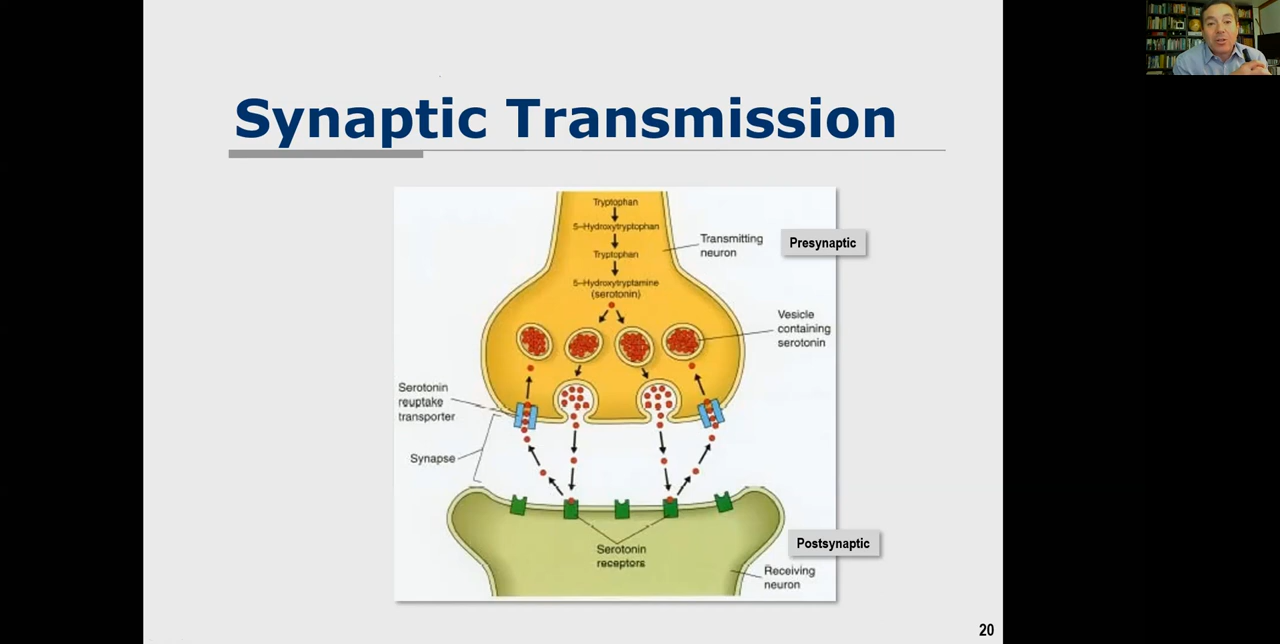 Synaptic Transmission
Tryptophan
5-Hydroxytryptophan
Tryptophan
5-Hydroxytryptamine
(serotonin)
Transmitting
neuron
Presynaptic
Vesicle
containing
serotonin
Serotonin
reuptake
transporter
Synapse
Serotonin
receptors
Postsynaptic
Receiving
neuron
20